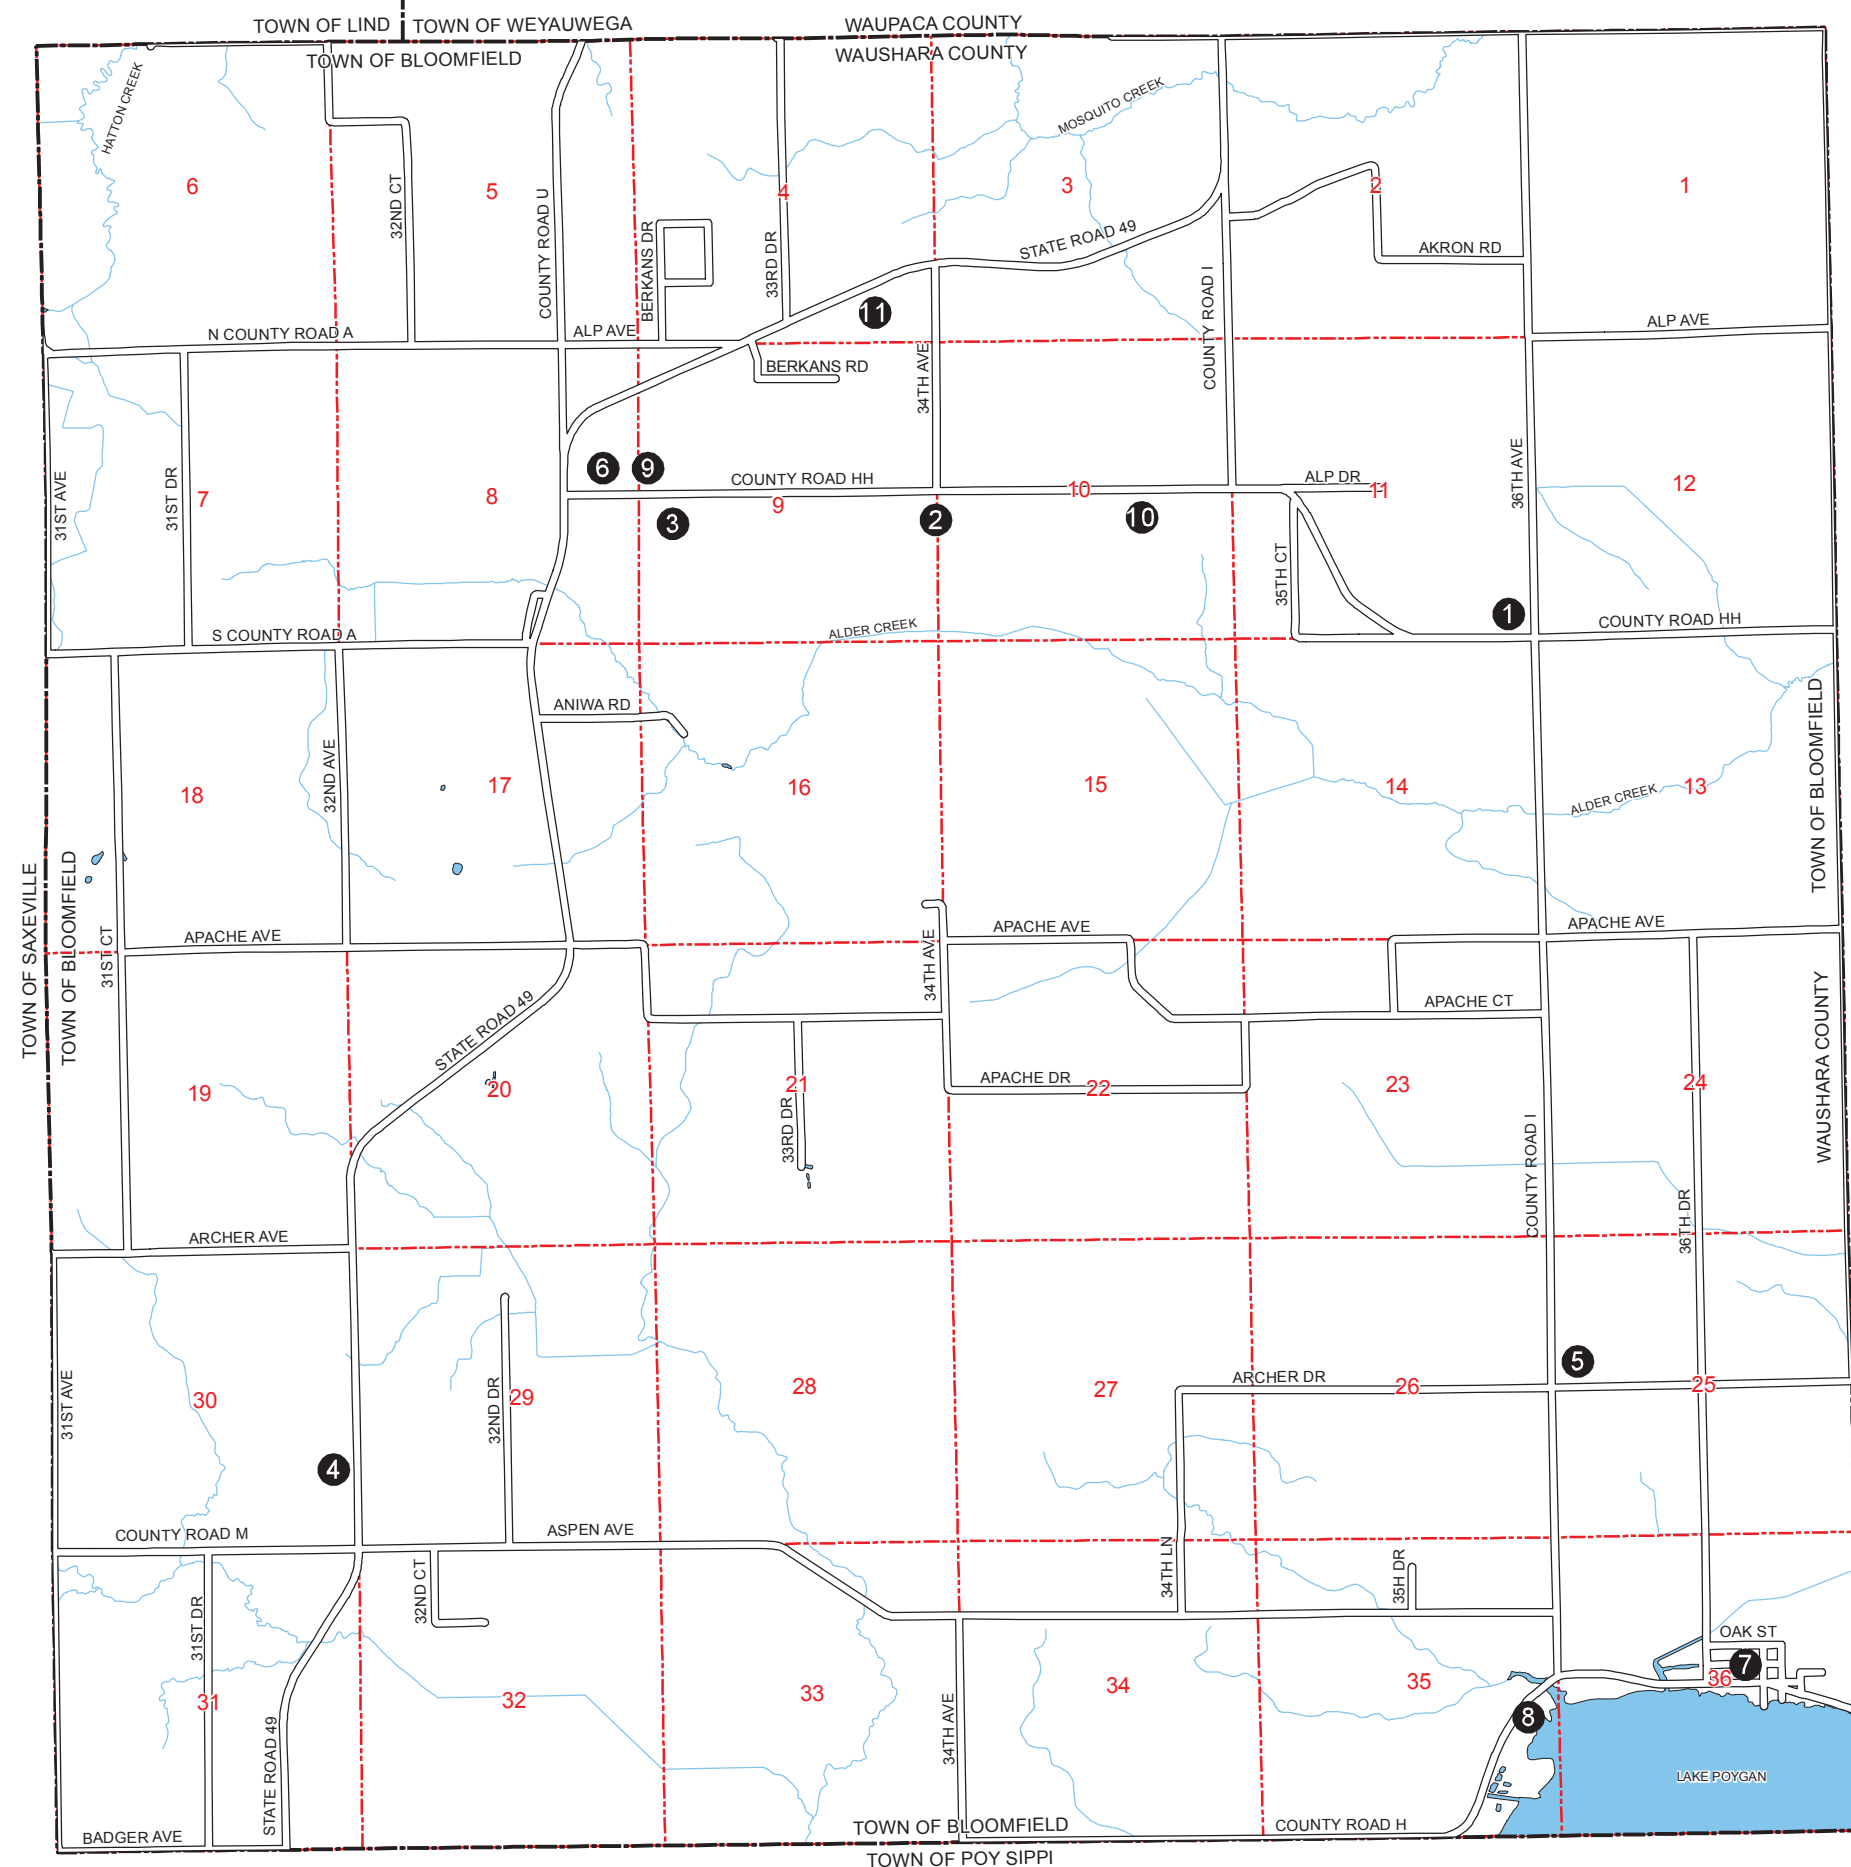 TOWN OF LIND
TOWN OF WEYAUWEGA
WAUPACA COUNTY
TOWN OF BLOOMFIELD
WAUSHARA COUNTY
HATTON CREEK
MOSQUITO CREEK
6
5
4
3
2
1
32ND CT
COUNTY ROAD U
BERKANS DR
33RD DR
STATE ROAD 49
COUNTY ROAD I
AKRON RD
11
N COUNTY ROAD A
ALP AVE
ALP AVE
BERKANS RD
34TH AVE
31ST AVE
31ST DR
6
9
COUNTY ROAD HH
ALP DR
36TH AVE
7
8
9
10
11
12
3
2
10
35TH CT
1
S COUNTY ROAD A
ALDER CREEK
COUNTY ROAD HH
ANIWA RD
32ND AVE
18
17
16
15
14
13
ALDER CREEK
TOWN OF BLOOMFIELD
TOWN OF SAXEVILLE
TOWN OF BLOOMFIELD
31ST CT
APACHE AVE
34TH AVE
APACHE AVE
APACHE AVE
STATE ROAD 49
APACHE CT
WAUSHARA COUNTY
19
20
21
33RD DR
APACHE DR
22
23
24
COUNTY ROAD I
36TH DR
ARCHER AVE
5
31ST AVE
30
32ND DR
29
28
27
ARCHER DR
26
25
4
COUNTY ROAD M
ASPEN AVE
32ND CT
34TH LN
35H DR
31ST DR
OAK ST
7
31
32
33
34
35
36
8
STATE ROAD 49
34TH AVE
LAKE POYGAN
BADGER AVE
TOWN OF BLOOMFIELD
COUNTY ROAD H
TOWN OF POY SIPPI